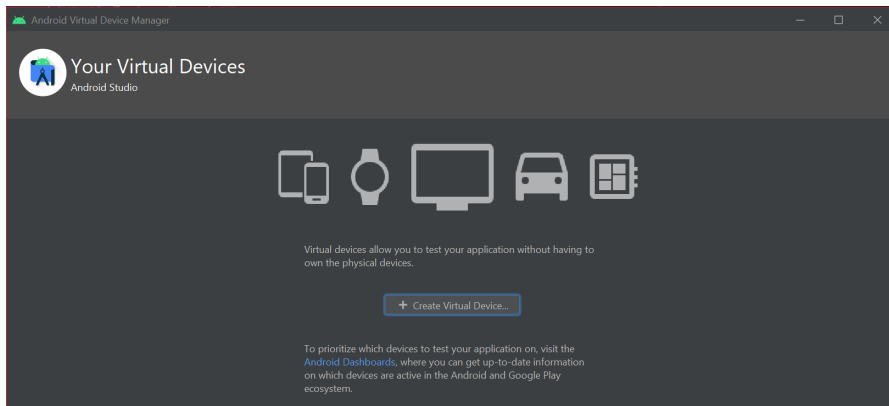 Android Virtual Device Manager
Your Virtual Devices
Android Studio
Virtual devices allow you to test your application without having to
own the physical devices.
+ Create Virtual Device...
To prioritize which devices to test your application on, visit the
Android Dashboards, where you can get up-to-date information
on which devices are active in the Android and Google Play
ecosystem.